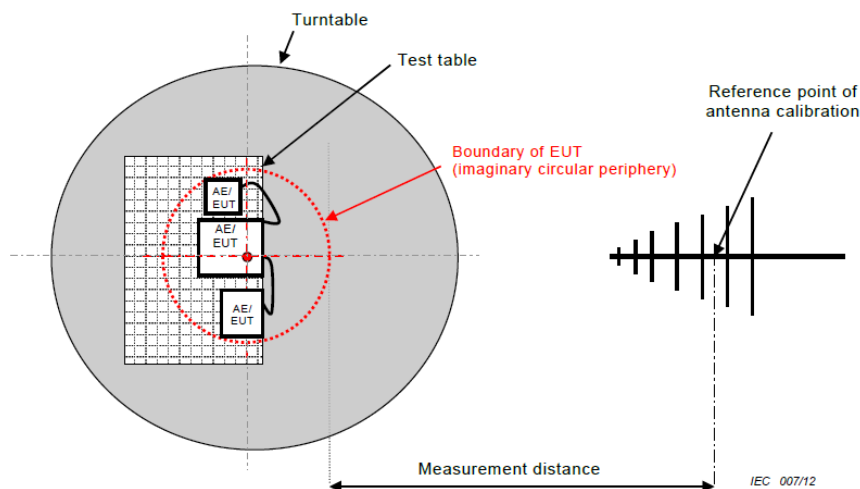 Turntable
Test table
Reference point of
antenna calibration
Boundary of EUT
(imaginary circular periphery)
AE/
EUT
AE/
EUT
AE/
EUT
Measurement distance
IEC 007/12